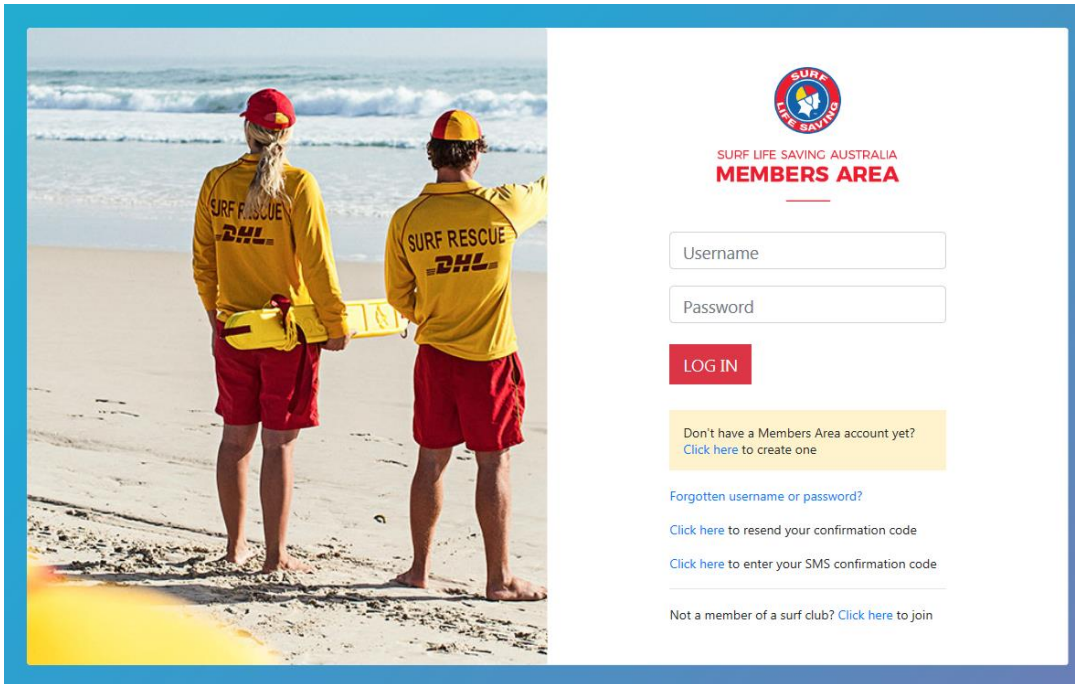 SURF RESCUE
DHL
SURF RESCUE
DHL
SURF
LIFE SAVING
SURF LIFE SAVING AUSTRALIA
MEMBERS AREA
Username
Password
LOG IN
Don't have a Members Area account yet?
Click here to create one
Forgotten username or password?
Click here to resend your confirmation code
Click here to enter your SMS confirmation code
Not a member of a surf club? Click here to join